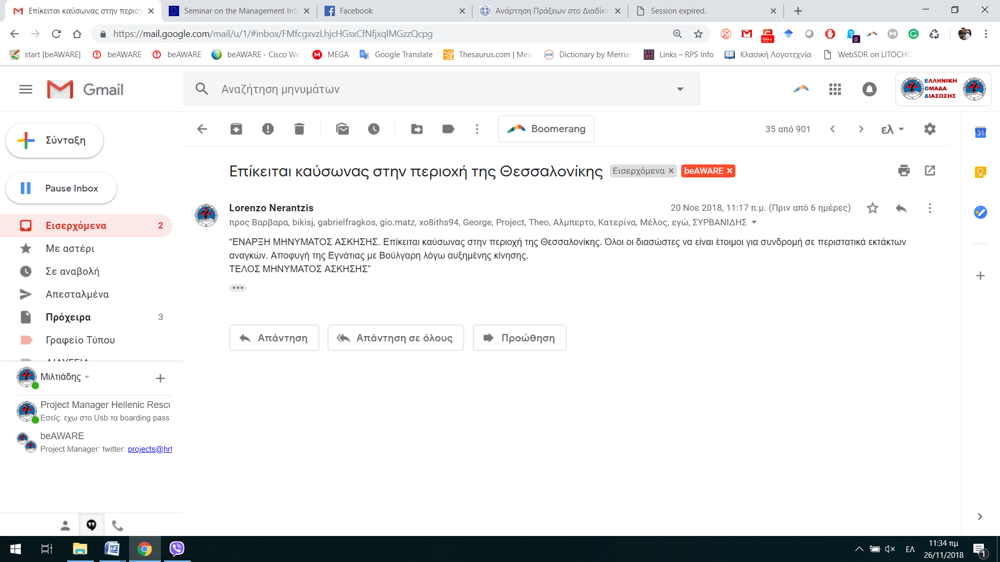 Επίκειται καύσωνας στην περιοχ
Seminar on the Management Info
Facebook
Ανάρτηση Πράξεων στο Διαδίκτ
Session expired.
https://mail.google.com/mail/u/1/#inbox/FMfcgxvzLhjcHGsxCfNfjxqlMGzzQcpg
99+
0
start [beAWARE]
beAWARE
beAWARE
beAWARE - Cisco We
MEGA
Google Translate
Thesaurus.com | Mea
Dictionary by Merriam
Links – RPS Info
Κλασική Λογοτεχνία
WebSDR on LITOCHO
Gmail
Αναζήτηση μηνυμάτων
ΕΛΛΗΝΙΚΗ
ΟΜΑΔΑ
ΔΙΑΣΩΣΗΣ
Σύνταξη
Boomerang
35 από 901
ελ
31
Επίκειται καύσωνας στην περιοχή της Θεσσαλονίκης
Εισερχόμενα ×
beAWARE ×
Pause Inbox
Lorenzo Nerantzis
20 Νοε 2018, 11:17 π.μ. (Πριν από 6 ημέρες)
προς Βαρβαρα, bikisj, gabrielfragkos, gio.matz, xo8iths94, George, Project, Theo, Αλμπερτο, Κατερίνα, Μέλος, εγώ, ΣΥΡΒΑΝΙΔΗΣ
“ΕΝΑΡΞΗ ΜΗΝΥΜΑΤΟΣ ΑΣΚΗΣΗΣ. Επίκειται καύσωνας στην περιοχή της Θεσσαλονίκης. Όλοι οι διασώστες να είναι έτοιμοι για συνδρομή σε περιστατικά εκτάκτων
αναγκών. Αποφυγή της Εγνάτιας με Βούλγαρη λόγω αυξημένης κίνησης.
ΤΕΛΟΣ ΜΗΝΥΜΑΤΟΣ ΑΣΚΗΣΗΣ”
Απάντηση
Απάντηση σε όλους
Προώθηση
Εισερχόμενα 2
Με αστέρι
Σε αναβολή
Απεσταλμένα
Πρόχειρα 3
Γραφείο Τύπου
Μιλτιάδης
Project Manager Hellenic Rescu
Εσείς: εχω στο Usb τα boarding pass
beAWARE
Project Manager: twitter: projects@hrt
ΕΛ
11:34 πμ
26/11/2018
1